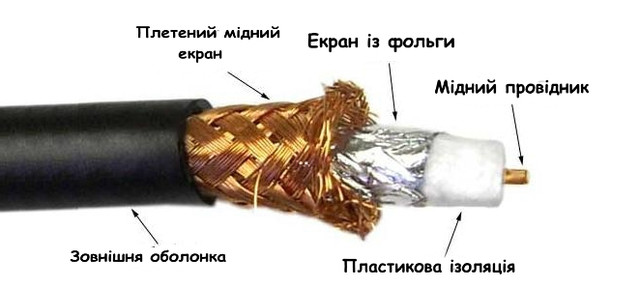 Плетений мідний
екран
Екран із фольги
Мідний провідник
Зовнішня оболонка
Пластикова ізоляція